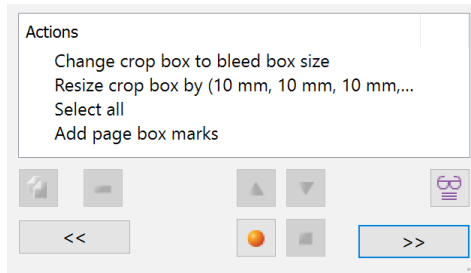 Actions
Change crop box to bleed box size
Resize crop box by (10 mm, 10 mm, 10 mm,...
Select all
Add page box marks
<< >>